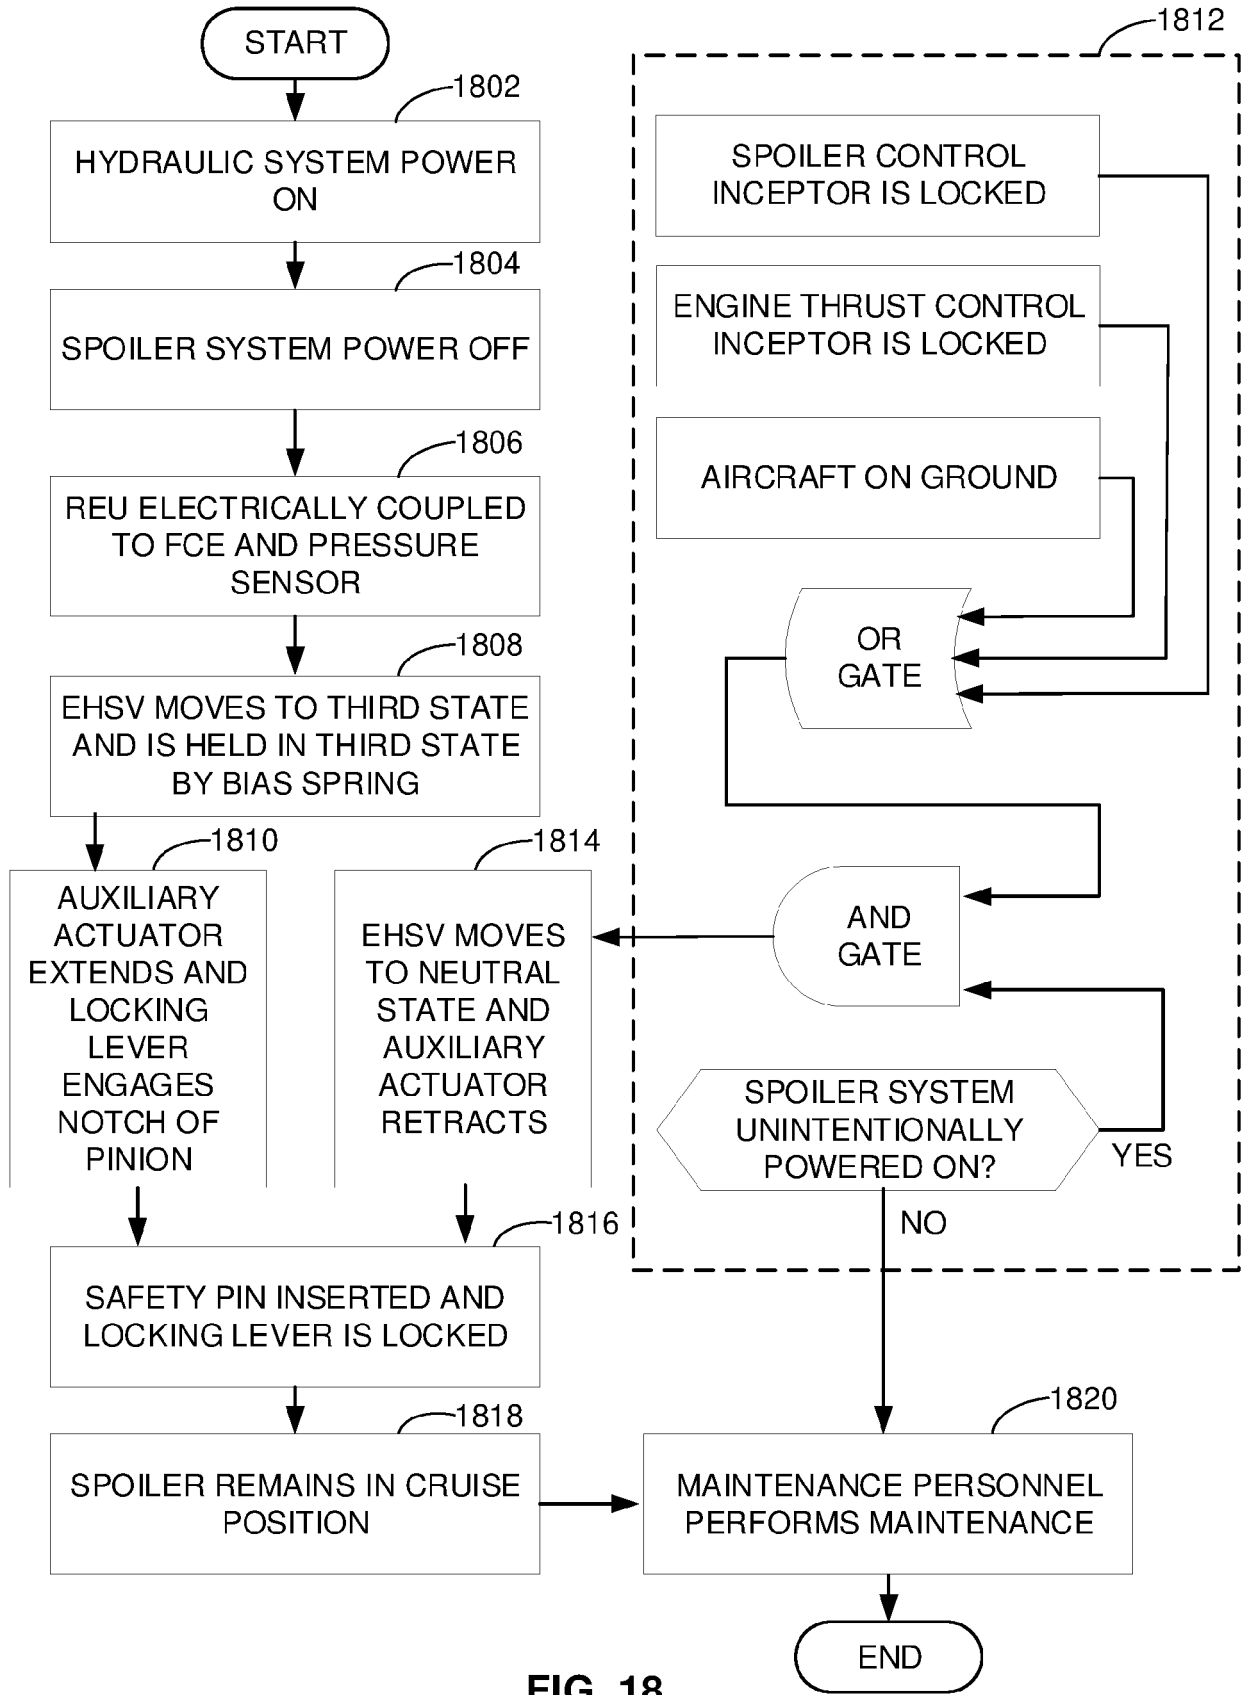 START
1802
HYDRAULIC SYSTEM POWER
ON
1804
SPOILER SYSTEM POWER OFF
1806
REU ELECTRICALLY COUPLED
TO FCE AND PRESSURE
SENSOR
1808
EHSV MOVES TO THIRD STATE
AND IS HELD IN THIRD STATE
BY BIAS SPRING
1810
AUXILIARY
ACTUATOR
EXTENDS AND
LOCKING
LEVER
ENGAGES
NOTCH OF
PINION
1812
SPOILER CONTROL
INCEPTOR IS LOCKED
ENGINE THRUST CONTROL
INCEPTOR IS LOCKED
AIRCRAFT ON GROUND
OR
GATE
AND
GATE
SPOILER SYSTEM
UNINTENTIONALLY
POWERED ON?
YES
NO
1814
EHSV MOVES
TO NEUTRAL
STATE AND
AUXILIARY
ACTUATOR
RETRACTS
1816
SAFETY PIN INSERTED AND
LOCKING LEVER IS LOCKED
1818
SPOILER REMAINS IN CRUISE
POSITION
1820
MAINTENANCE PERSONNEL
PERFORMS MAINTENANCE
END
FIG. 18